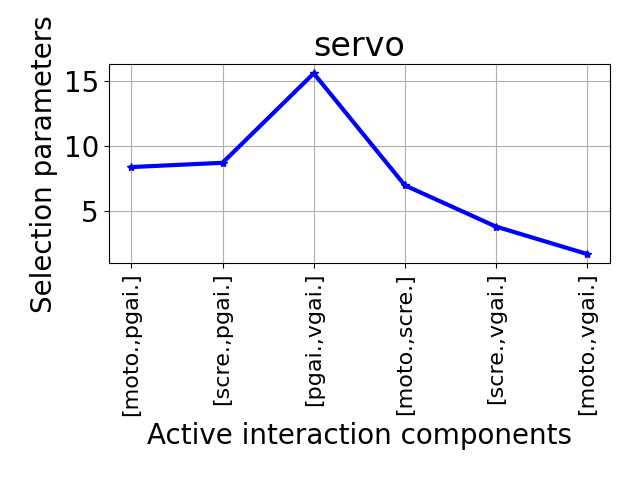 servo
Selection parameters
15
10
5
[moto.,pgai.]
[scre.,pgai.]
[pgai.,vgai.]
[moto.,scre.]
[scre.,vgai.]
[moto.,vgai.]
Active interaction components